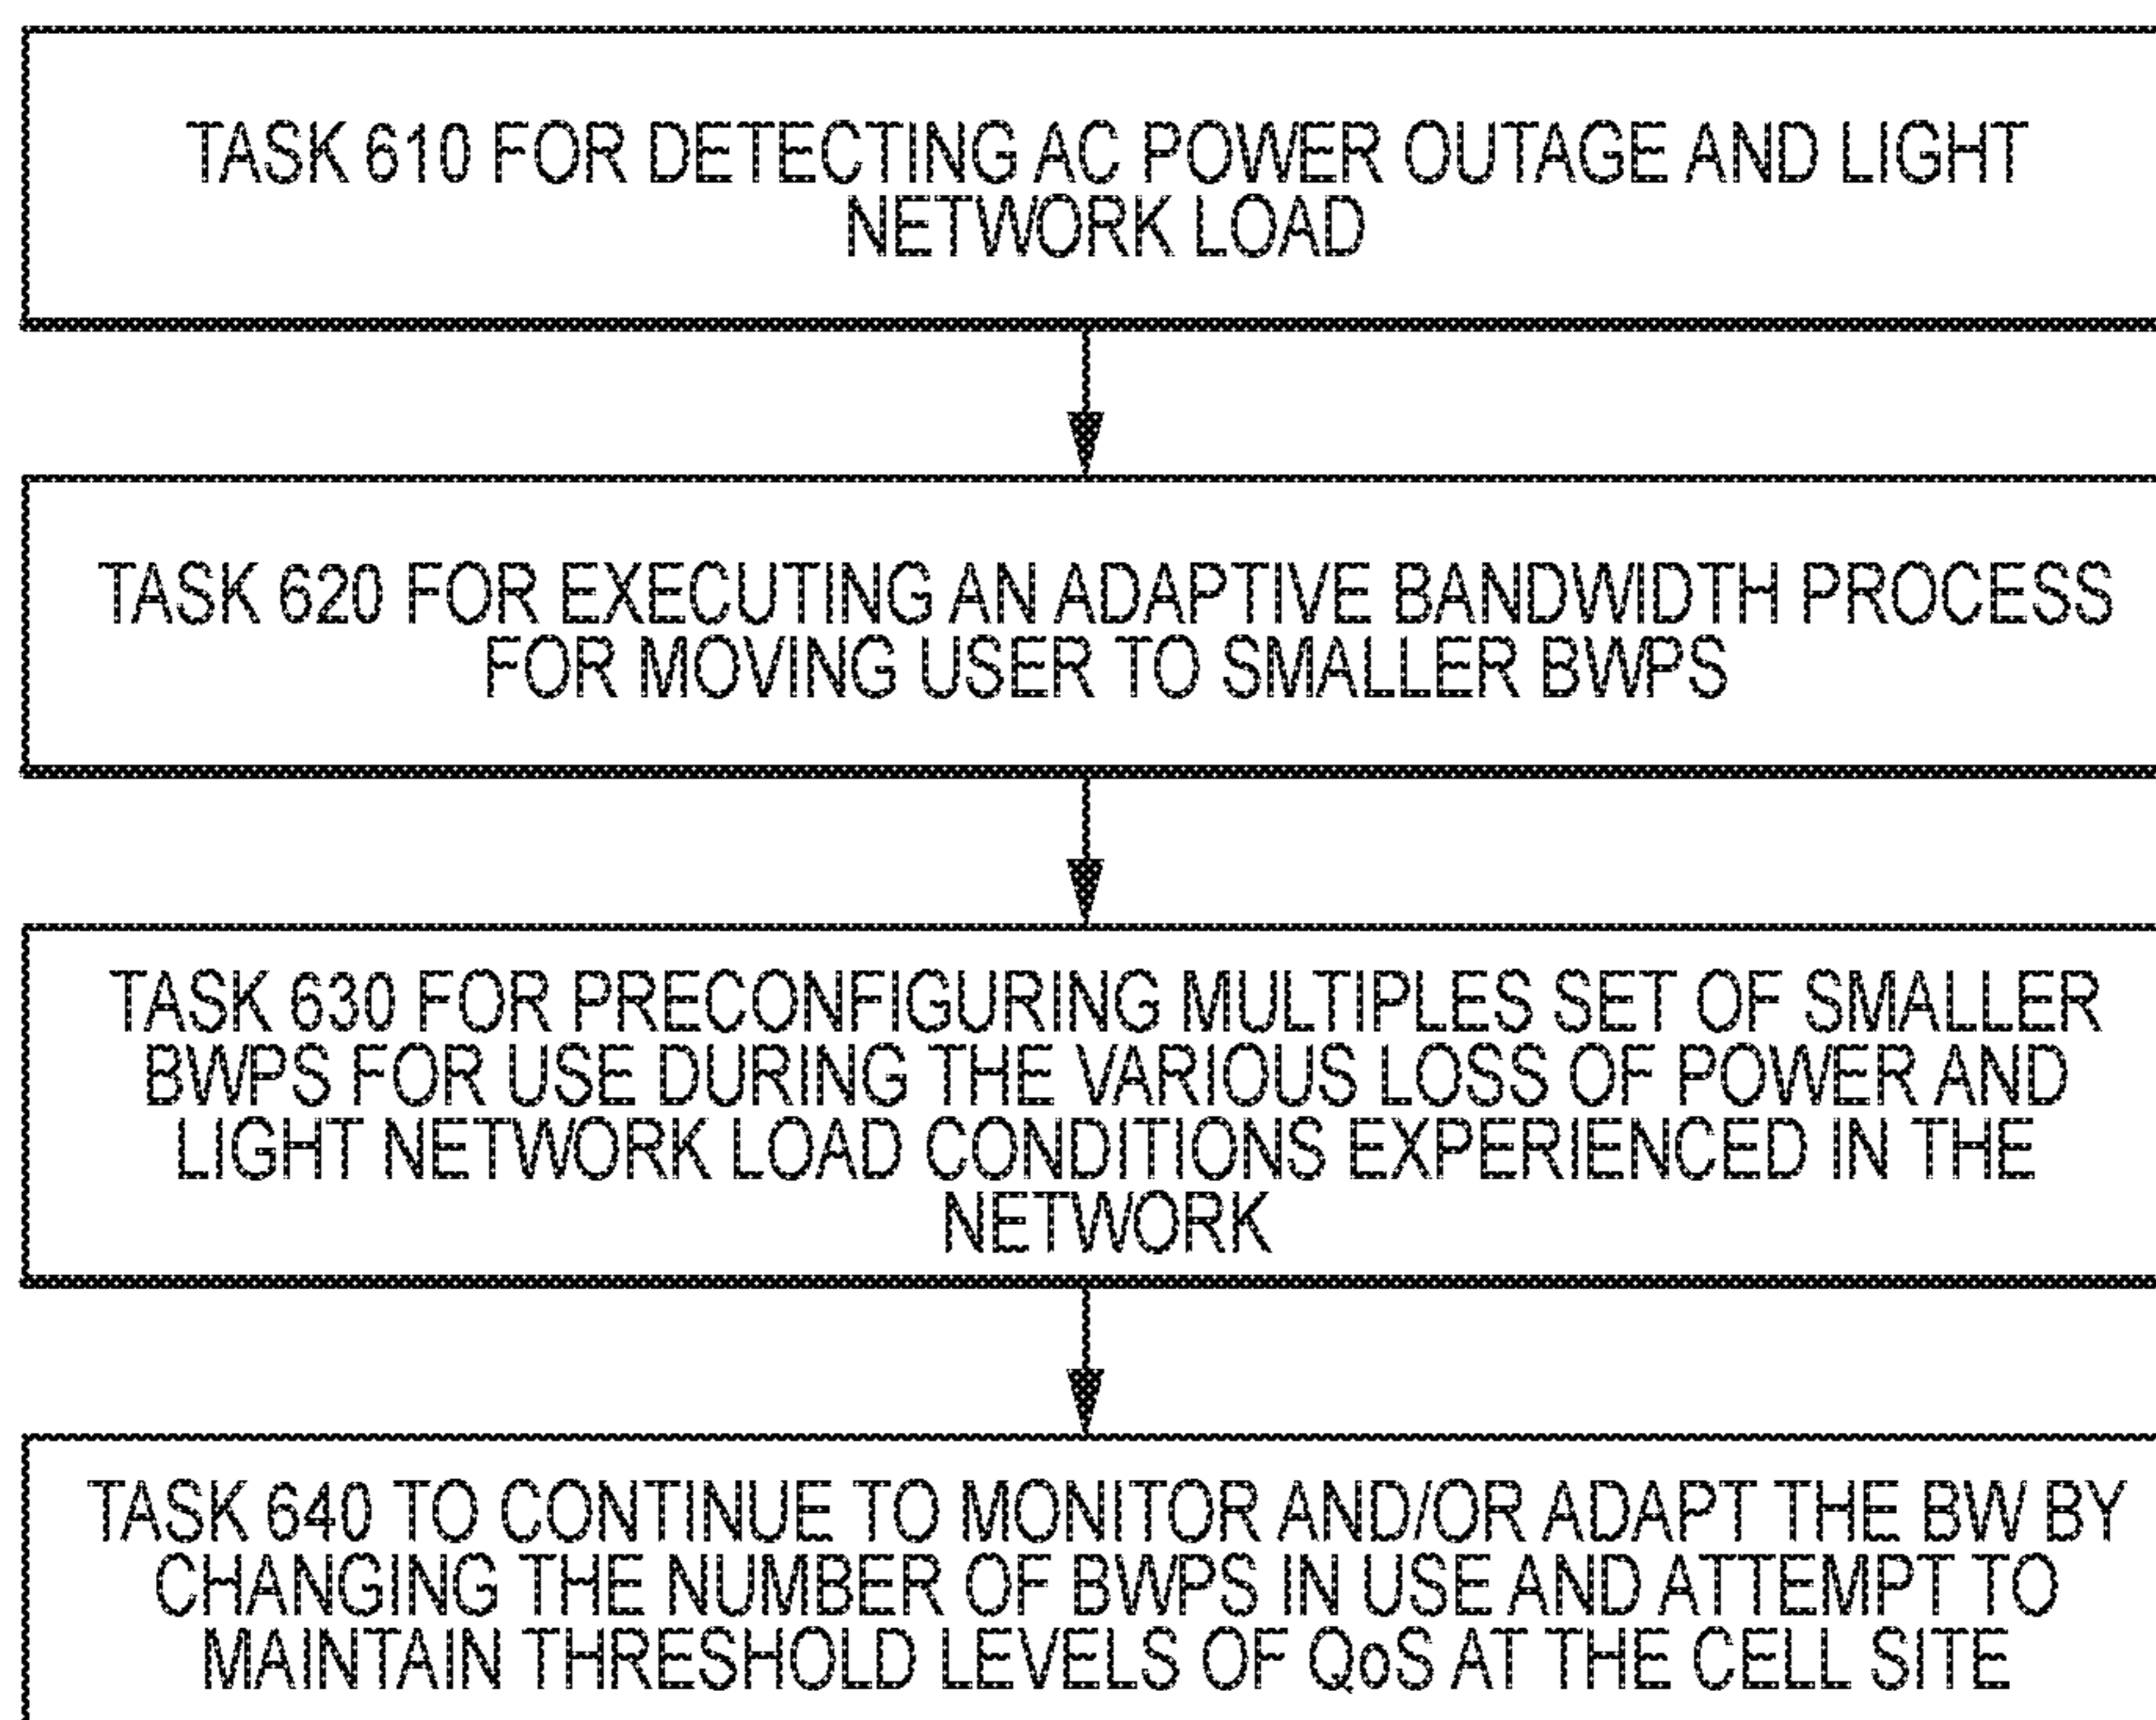 TASK 610 FOR DETECTING AC POWER OUTAGE AND LIGHT
NETWORK LOAD
TASK 620 FOR EXECUTING AN ADAPTIVE BANDWIDTH PROCESS
FOR MOVING USER TO SMALLER BWPS
TASK 630 FOR PRECONFIGURING MULTIPLES SET OF SMALLER
BWPS FOR USE DURING THE VARIOUS LOSS OF POWER AND
LIGHT NETWORK LOAD CONDITIONS EXPERIENCED IN THE
NETWORK
TASK 640 TO CONTINUE TO MONITOR AND/OR ADAPT THE BW BY
CHANGING THE NUMBER OF BWPS IN USE AND ATTEMPT TO
MAINTAIN THRESHOLD LEVELS OF QoS AT THE CELL SITE